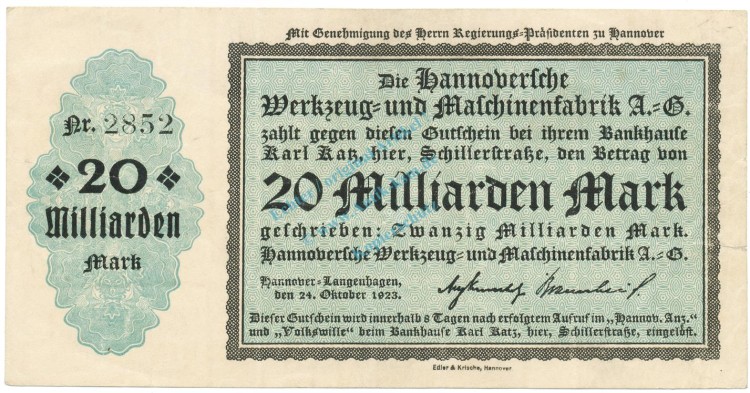 Mit Genehmigung des Herrn Regierungs-Präsidenten zu Hannover
Nr. 2852
20
Milliarden
Mark
Die Hannoversche
Werkzeug- und Maschinenfabrik A.-G.
zahlt gegen diesen Gutschein bei ihrem Bankhause
Karl Katz, hier, Schillerstraße, den Betrag von
20 Milliarden Mark
geschrieben: Zwanzig Milliarden Mark.
Hannoversche Werkzeug- und Maschinenfabrik A.-G.
Hannover-Langenhagen,
den 24. Oktober 1923.
Dieser Gutschein wird innerhalb 8 Tagen nach erfolgtem Aufruf im „Hannov. Anz."
und „Volkswille" beim Bankhause Karl Katz, hier, Schillerstraße, eingelöst.
Edler & Krische, Hannover